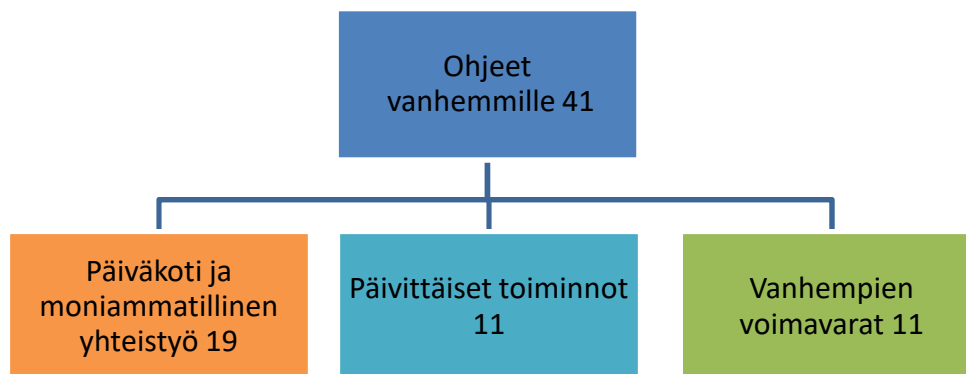 Ohjeet
vanhemmille 41
Päiväkoti ja
moniammatillinen
yhteistyö 19
Päivittäiset toiminnot
11
Vanhempien
voimavarat 11